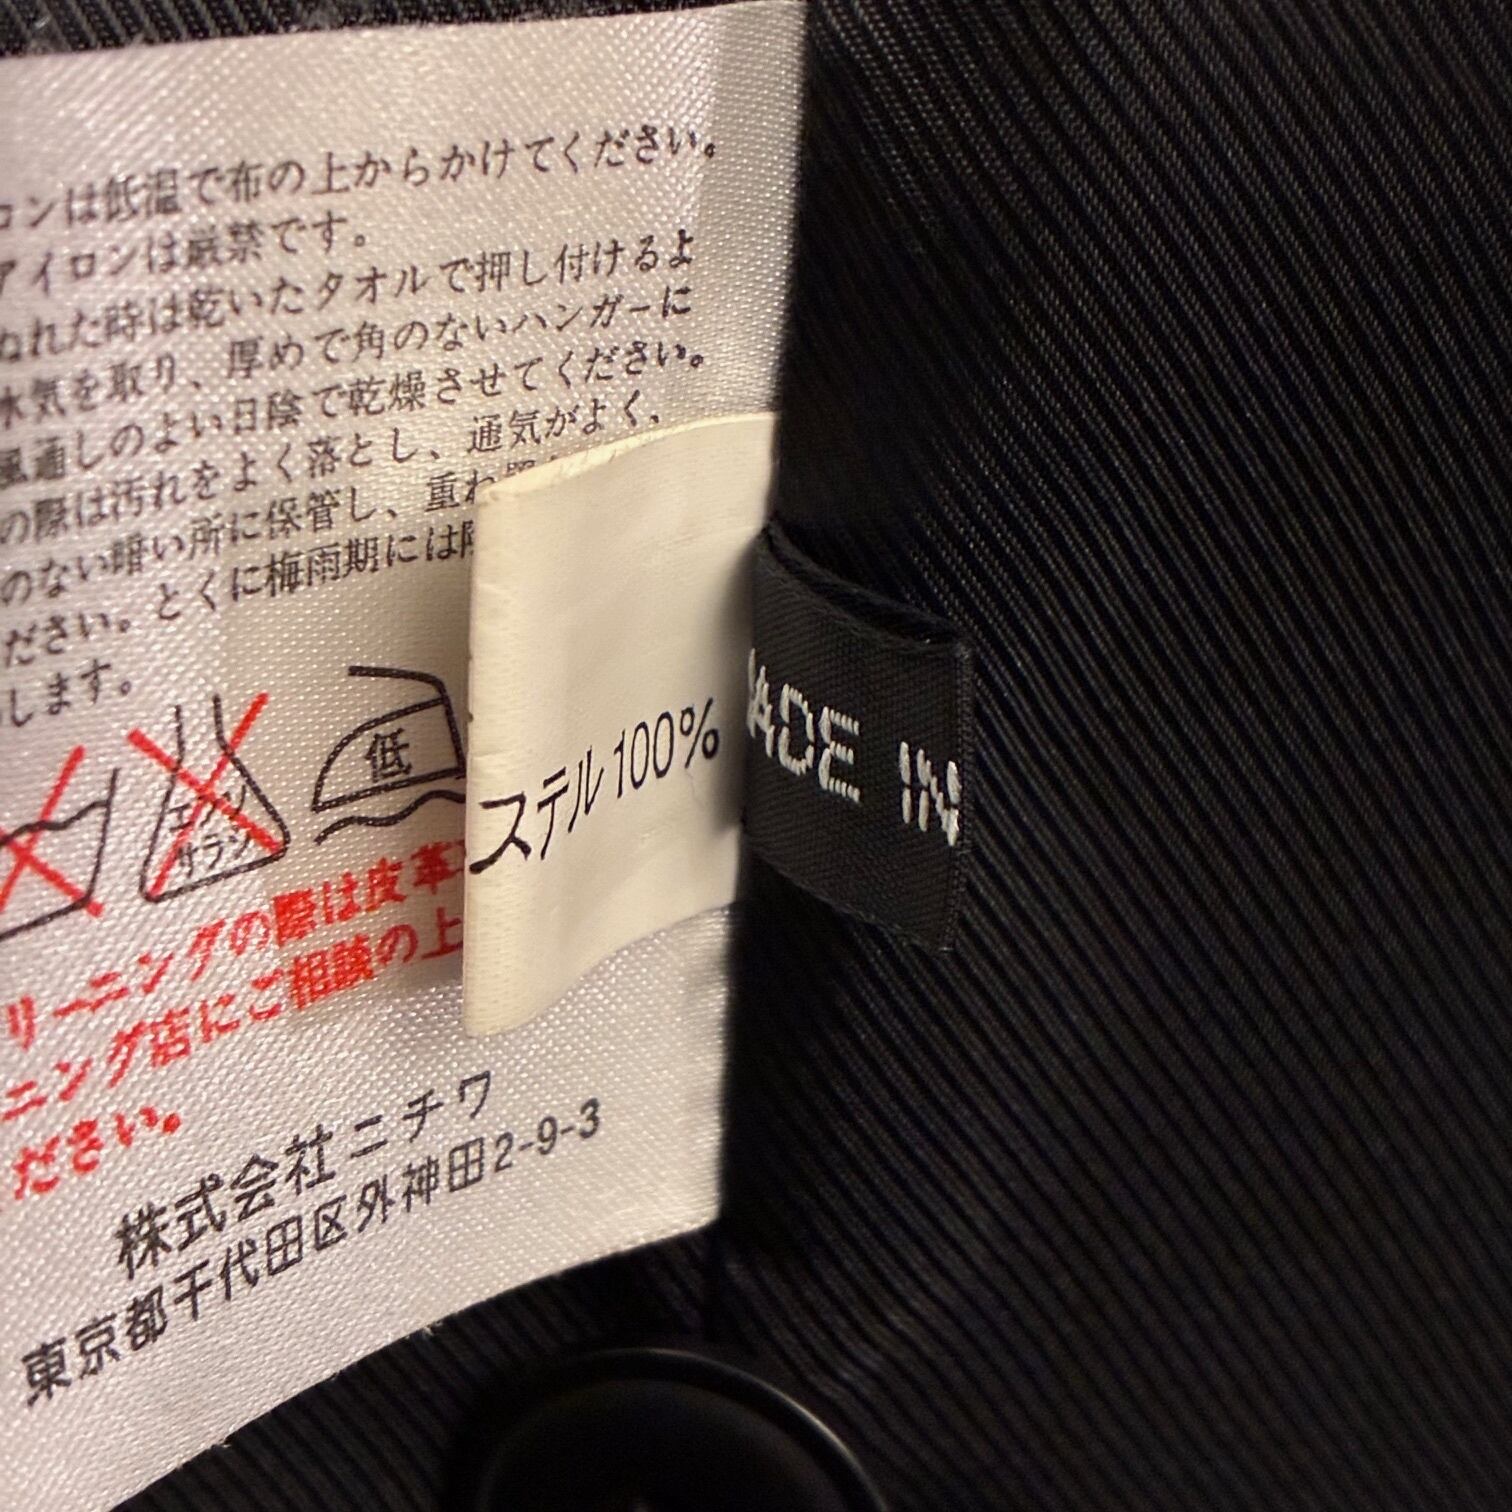 ロンは低温で布の上からかけてください。
アイロンは厳禁です。
ぬれた時は乾いたタオルで押し付けるよ
水気を取り、厚めで角のないハンガーに
風通しのよい日陰で乾燥させてください。
の際は汚れをよく落とし、通気がよく、
のない暗い所に保管し、重ね
ださい。とくに梅雨期には
します。
エンソ
サラシ
低
ステル100%
MADE IN
リーニングの際は皮革
ニング店にご相談の上
ださい。
株式会社ニチワ
東京都千代田区外神田2-9-3